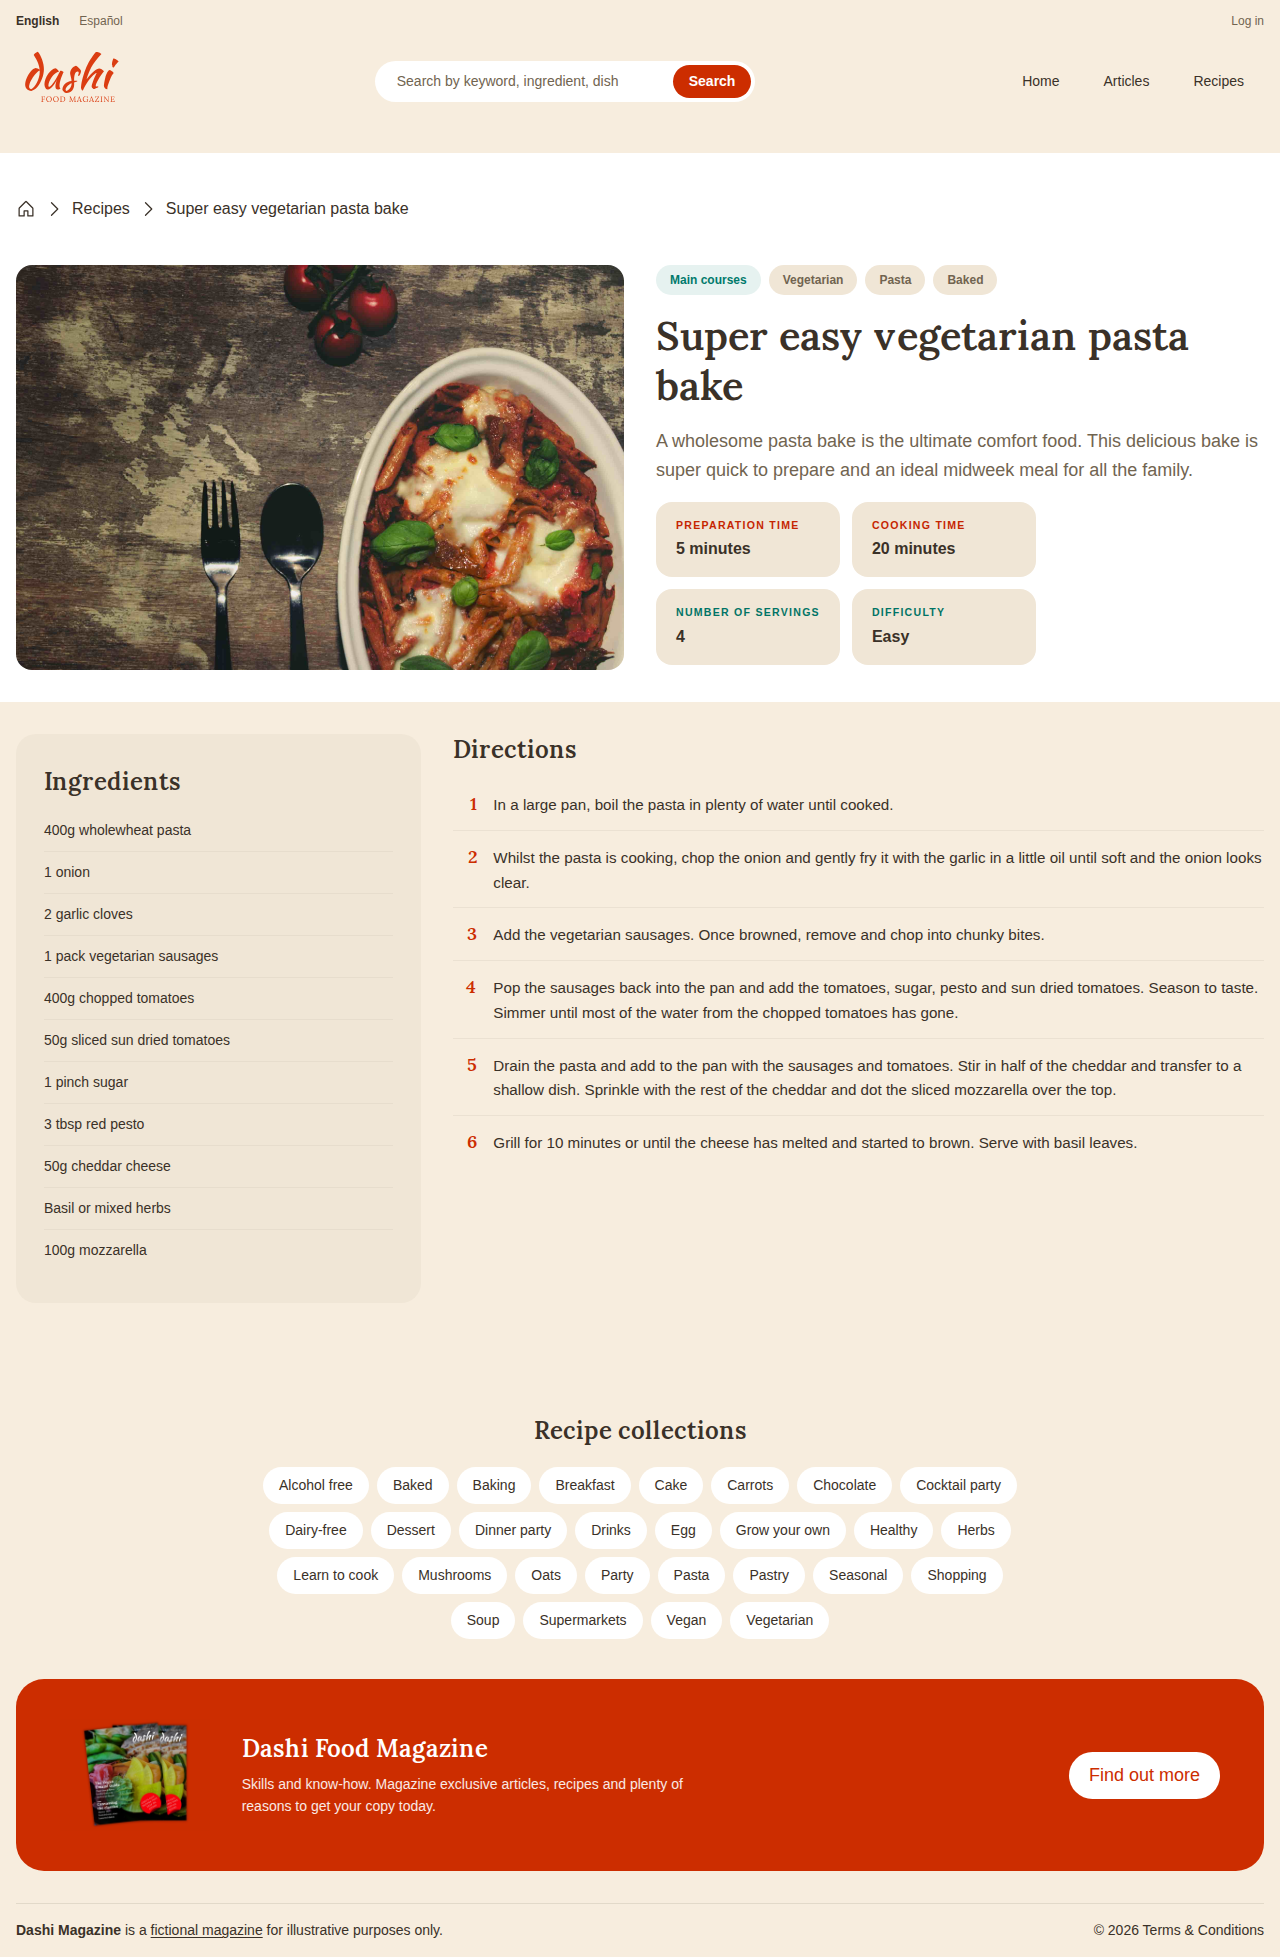 English Español Log in
dashi
FOOD MAGAZINE
Search by keyword, ingredient, dish Search
Home Articles Recipes
Recipes Super easy vegetarian pasta bake
Main courses Vegetarian Pasta Baked
Super easy vegetarian pasta
bake
A wholesome pasta bake is the ultimate comfort food. This delicious bake is
super quick to prepare and an ideal midweek meal for all the family.
PREPARATION TIME
5 minutes
COOKING TIME
20 minutes
NUMBER OF SERVINGS
4
DIFFICULTY
Easy
Ingredients
400g wholewheat pasta
1 onion
2 garlic cloves
1 pack vegetarian sausages
400g chopped tomatoes
50g sliced sun dried tomatoes
1 pinch sugar
3 tbsp red pesto
50g cheddar cheese
Basil or mixed herbs
100g mozzarella
Directions
1 In a large pan, boil the pasta in plenty of water until cooked.
2 Whilst the pasta is cooking, chop the onion and gently fry it with the garlic in a little oil until soft and the onion looks
clear.
3 Add the vegetarian sausages. Once browned, remove and chop into chunky bites.
4 Pop the sausages back into the pan and add the tomatoes, sugar, pesto and sun dried tomatoes. Season to taste.
Simmer until most of the water from the chopped tomatoes has gone.
5 Drain the pasta and add to the pan with the sausages and tomatoes. Stir in half of the cheddar and transfer to a
shallow dish. Sprinkle with the rest of the cheddar and dot the sliced mozzarella over the top.
6 Grill for 10 minutes or until the cheese has melted and started to brown. Serve with basil leaves.
Recipe collections
Alcohol free Baked Baking Breakfast Cake Carrots Chocolate Cocktail party
Dairy-free Dessert Dinner party Drinks Egg Grow your own Healthy Herbs
Learn to cook Mushrooms Oats Party Pasta Pastry Seasonal Shopping
Soup Supermarkets Vegan Vegetarian
dashi dashi
Dashi Food Magazine
Skills and know-how. Magazine exclusive articles, recipes and plenty of
reasons to get your copy today.
Find out more
Dashi Magazine is a fictional magazine for illustrative purposes only.
© 2026 Terms & Conditions